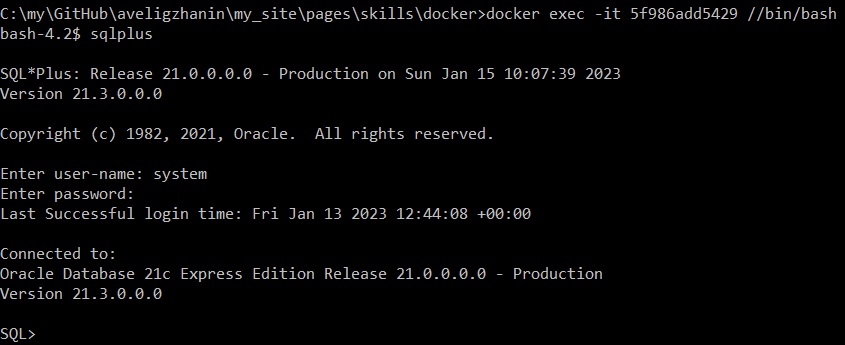 C:\my\GitHub\aveligzhanin\my_site\pages\skills\docker>docker exec -it 5f986add5429 //bin/bash
bash-4.2$ sqlplus
SQL*Plus: Release 21.0.0.0.0 - Production on Sun Jan 15 10:07:39 2023
Version 21.3.0.0.0
Copyright (c) 1982, 2021, Oracle.  All rights reserved.
Enter user-name: system
Enter password:
Last Successful login time: Fri Jan 13 2023 12:44:08 +00:00
Connected to:
Oracle Database 21c Express Edition Release 21.0.0.0.0 - Production
Version 21.3.0.0.0
SQL>